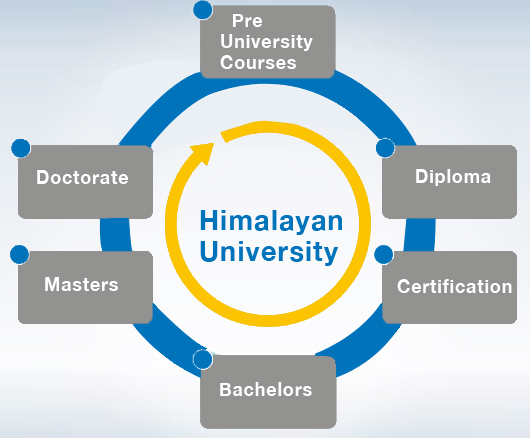 Pre
University
Courses
Doctorate
Diploma
Himalayan
University
Masters
Certification
Bachelors